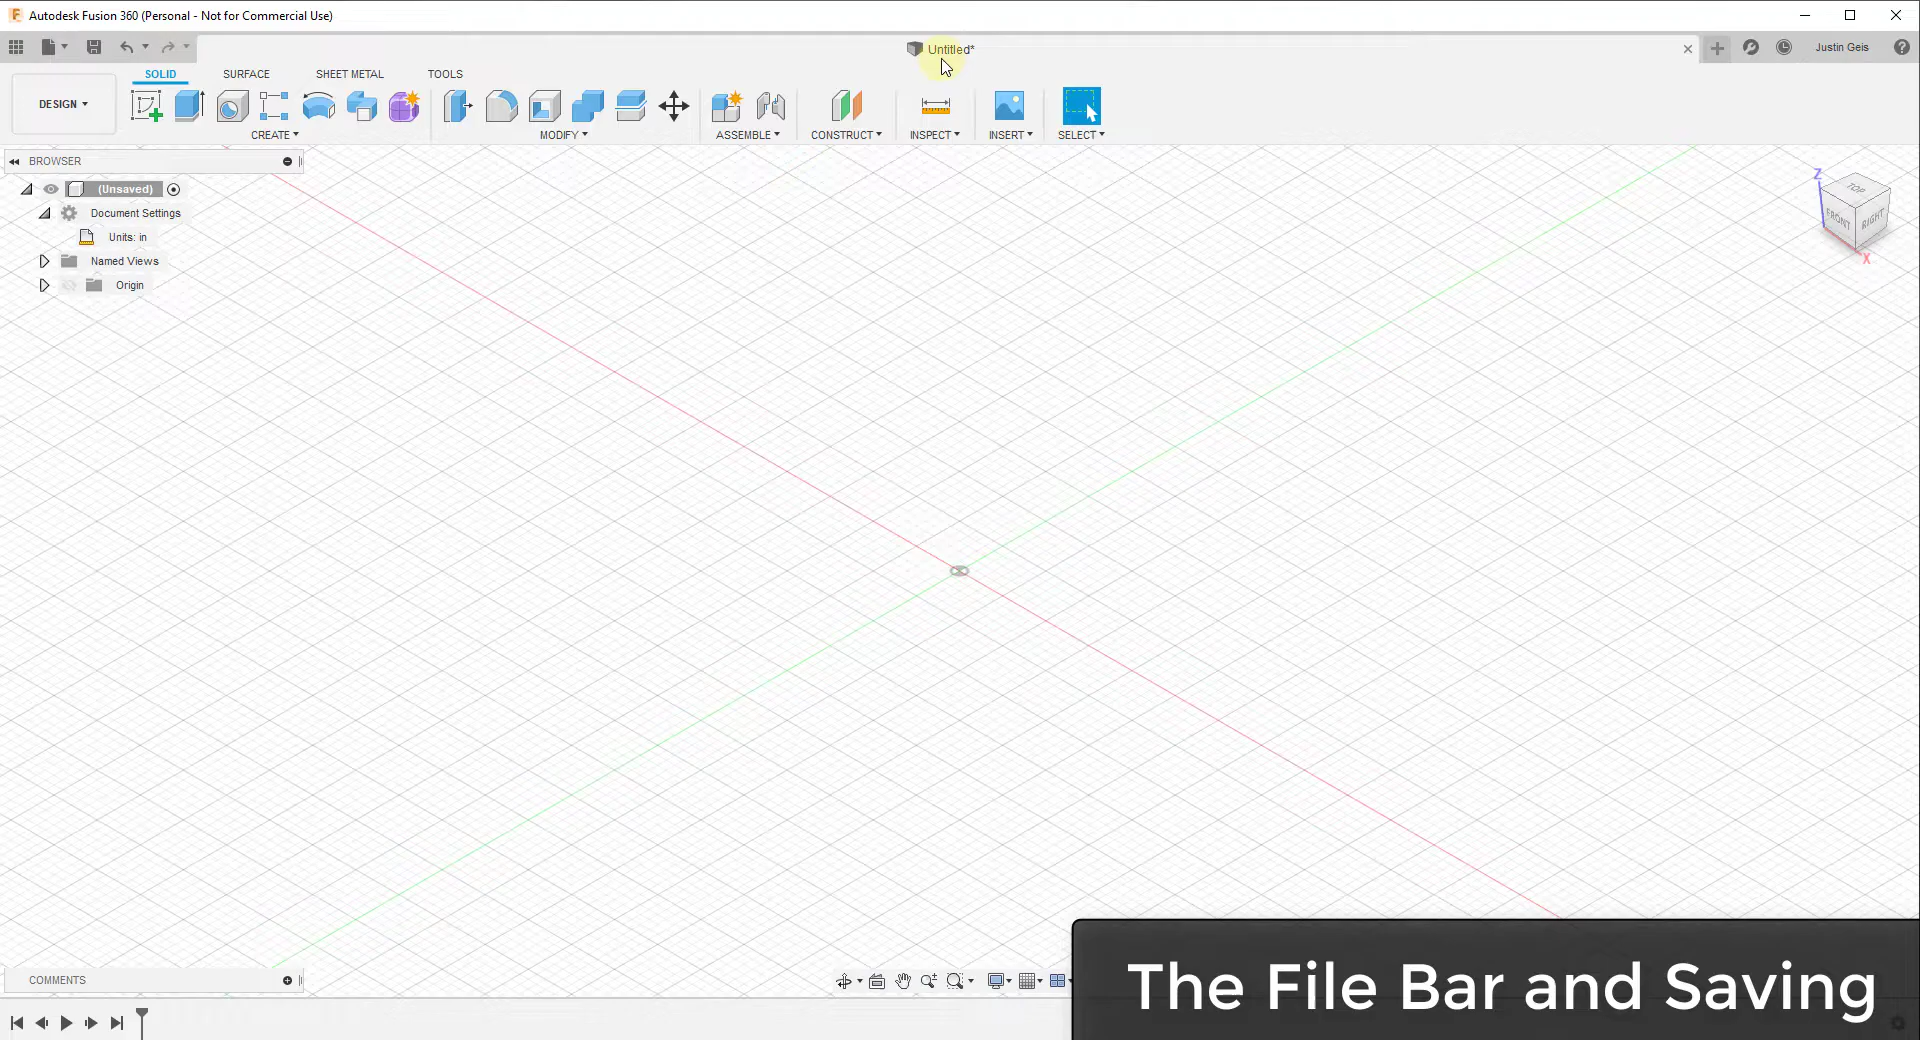 Autodesk Fusion 360 (Personal - Not for Commercial Use)
Untitled*
Justin Geis
SOLID SURFACE SHEET METAL TOOLS
DESIGN
CREATE MODIFY ASSEMBLE CONSTRUCT INSPECT INSERT SELECT
BROWSER
(Unsaved)
Document Settings
Units: in
Named Views
Origin
Z
TOP
FRONT
RIGHT
X
COMMENTS
The File Bar and Saving